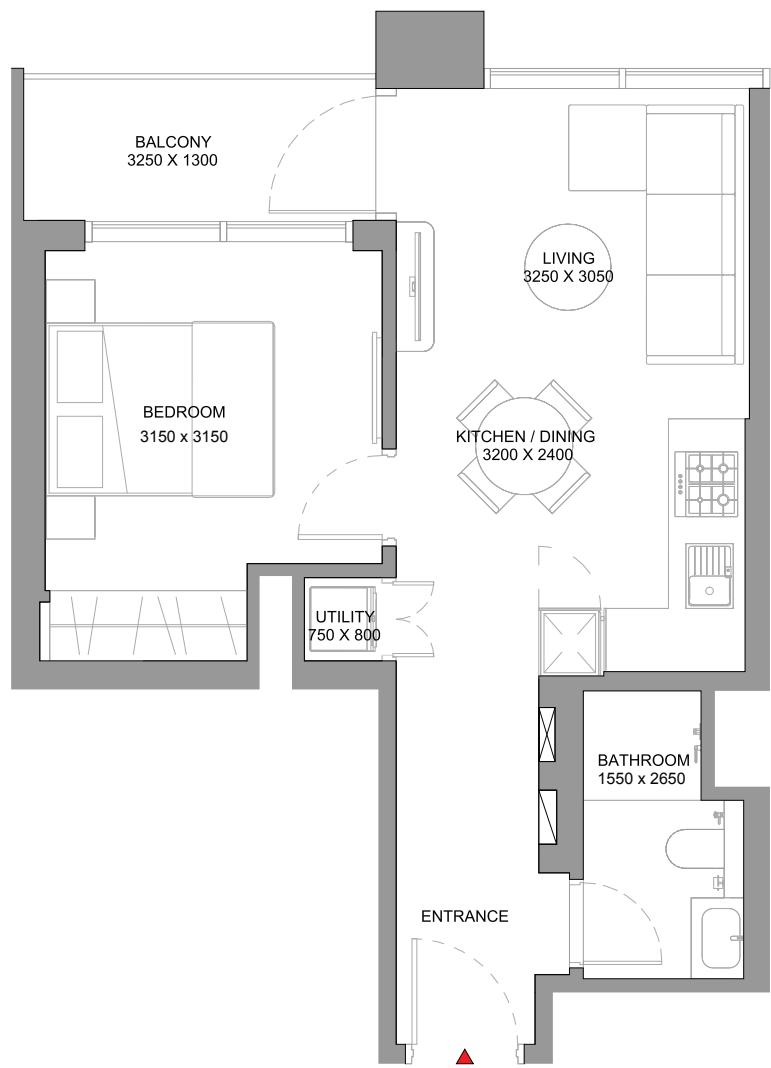 BALCONY
3250 X 1300
LIVING
3250 X 3050
BEDROOM
3150 x 3150
KITCHEN / DINING
3200 X 2400
UTILITY
750 X 800
BATHROOM
1550 x 2650
ENTRANCE